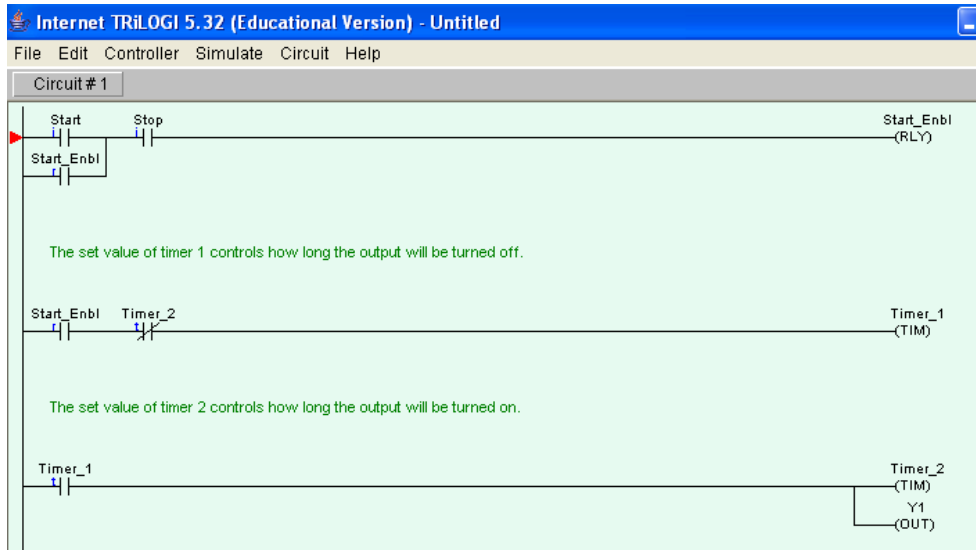 Internet TRiLOGI 5.32 (Educational Version) - Untitled
File Edit Controller Simulate Circuit Help
Circuit # 1
Start Stop Start_Enbl
i i (RLY)
Start_Enbl
r
The set value of timer 1 controls how long the output will be turned off.
Start_Enbl Timer_2 Timer_1
r t (TIM)
The set value of timer 2 controls how long the output will be turned on.
Timer_1 Timer_2
t (TIM)
Y1
(OUT)